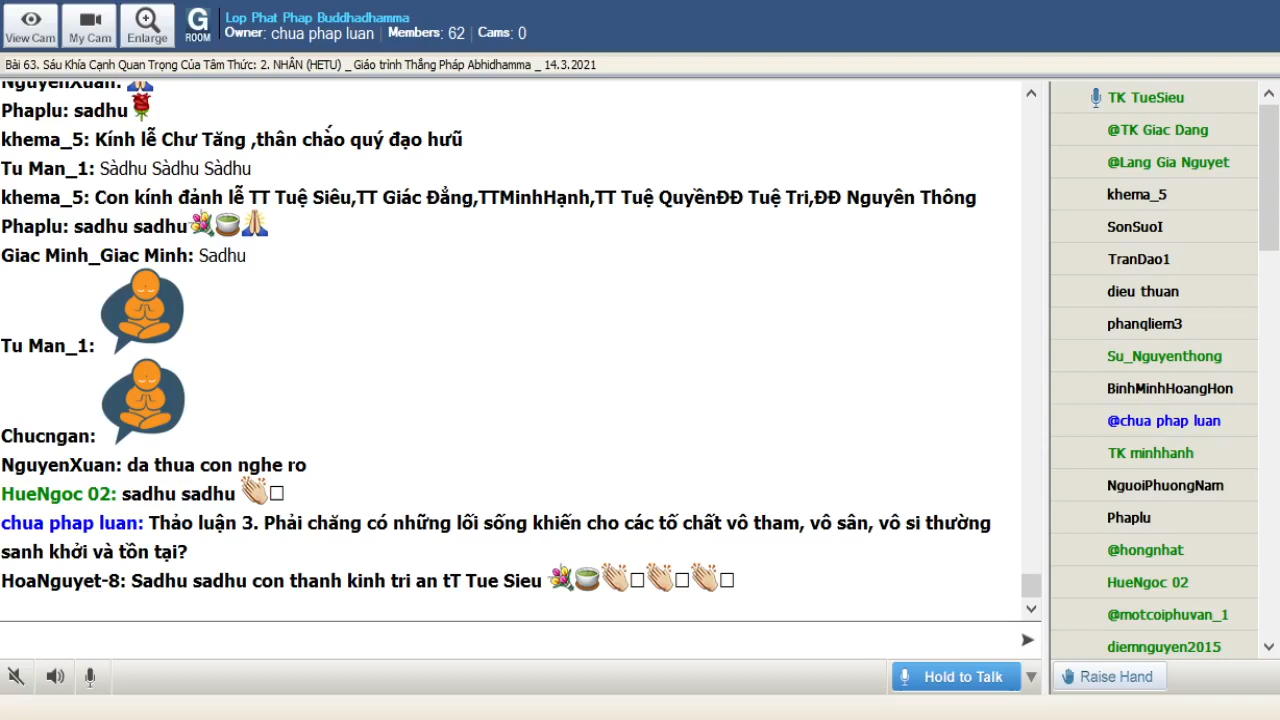 View Cam
My Cam
Enlarge
G
ROOM
Lop Phat Phap Buddhadhamma
Owner: chua phap luan | Members: 62 | Cams: 0
Bài 63. Sáu Khía Cạnh Quan Trọng Của Tâm Thức: 2. NHÂN (HETU) _ Giáo trình Thắng Pháp Abhidhamma _ 14.3.2021
NguyenXuan:
Phaplu: sadhu
khema_5: Kính lễ Chư Tăng ,thân chảo quý đạo hưũ
Tu Man_1: Sàdhu Sàdhu Sàdhu
khema_5: Con kính đảnh lễ TT Tuệ Siêu,TT Giác Đẳng,TTMinhHạnh,TT Tuệ QuyềnĐĐ Tuệ Tri,ĐĐ Nguyên Thông
Phaplu: sadhu sadhu
Giac Minh_Giac Minh: Sadhu
Tu Man_1:
Chucngan:
NguyenXuan: da thua con nghe ro
HueNgoc 02: sadhu sadhu
chua phap luan: Thảo luận 3. Phải chăng có những lối sống khiến cho các tố chất vô tham, vô sân, vô si thường
sanh khởi và tồn tại?
HoaNguyet-8: Sadhu sadhu con thanh kinh tri an tT Tue Sieu
TK TueSieu
@TK Giac Dang
@Lang Gia Nguyet
khema_5
SonSuoI
TranDao1
dieu thuan
phanqliem3
Su_Nguyenthong
BinhMinhHoangHon
@chua phap luan
TK minhhanh
NguoiPhuongNam
Phaplu
@hongnhat
HueNgoc 02
@motcoiphuvan_1
diemnguyen2015
Hold to Talk
Raise Hand